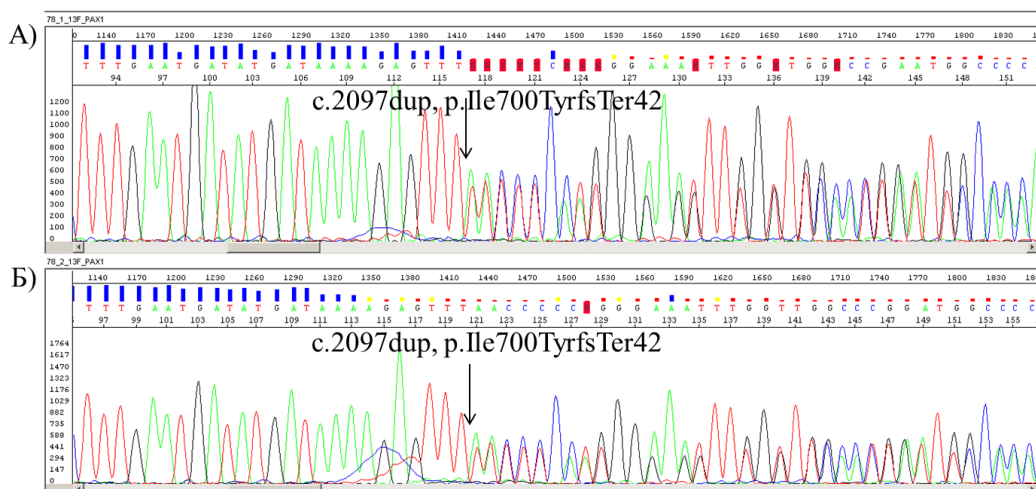 78_1_13F_PAX1
А)
1140 1170 1200 1230 1260 1290 1320 1350 1380 1410 1440 1470 1500 1530 1560 1590 1620 1650 1680 1710 1740 1770 1800
T T T G A A T G A T A T G A T A A A A G A G T T T C G G A A A T T G G T G G C C G A A T G G C C C
94 97 100 103 106 109 112 115 118 121 124 127 130 133 136 139 142 145 148 151
c.2097dup, p.Ile700TyrfsTer42
1200
1100
1000
900
800
700
600
500
400
300
200
100
0
78_2_13F_PAX1
Б)
1140 1170 1200 1230 1260 1290 1320 1350 1380 1410 1440 1470 1500 1530 1560 1590 1620 1650 1680 1710 1740 1770 1800
T T T G A A T G A T A T G A T A A A A G A G T T T A A C C C C C G G G A A A T T T G G T T G G C C C G G A T G G C C C C
97 99 101 103 105 107 109 111 113 115 117 119 121 123 125 127 129 131 133 135 137 139 141 143 145 147 149 151 153 155
c.2097dup, p.Ile700TyrfsTer42
1764
1617
1470
1323
1176
1029
882
735
588
441
294
147
0